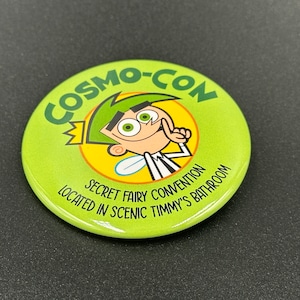 COSMO-CON
SECRET FAIRY CONVENTION
LOCATED IN SCENIC TIMMY'S BATHROOM